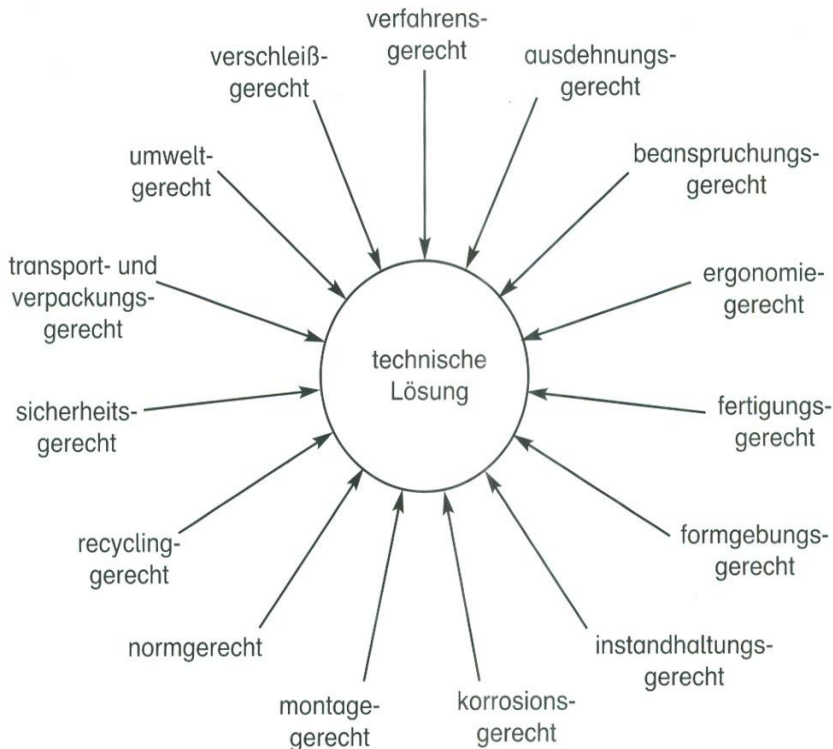 verfahrens-
gerecht
ausdehnungs-
gerecht
beanspruchungs-
gerecht
ergonomie-
gerecht
fertigungs-
gerecht
formgebungs-
gerecht
instandhaltungs-
gerecht
korrosions-
gerecht
montage-
gerecht
normgerecht
recycling-
gerecht
sicherheits-
gerecht
transport- und
verpackungs-
gerecht
umwelt-
gerecht
verschleiß-
gerecht
technische
Lösung